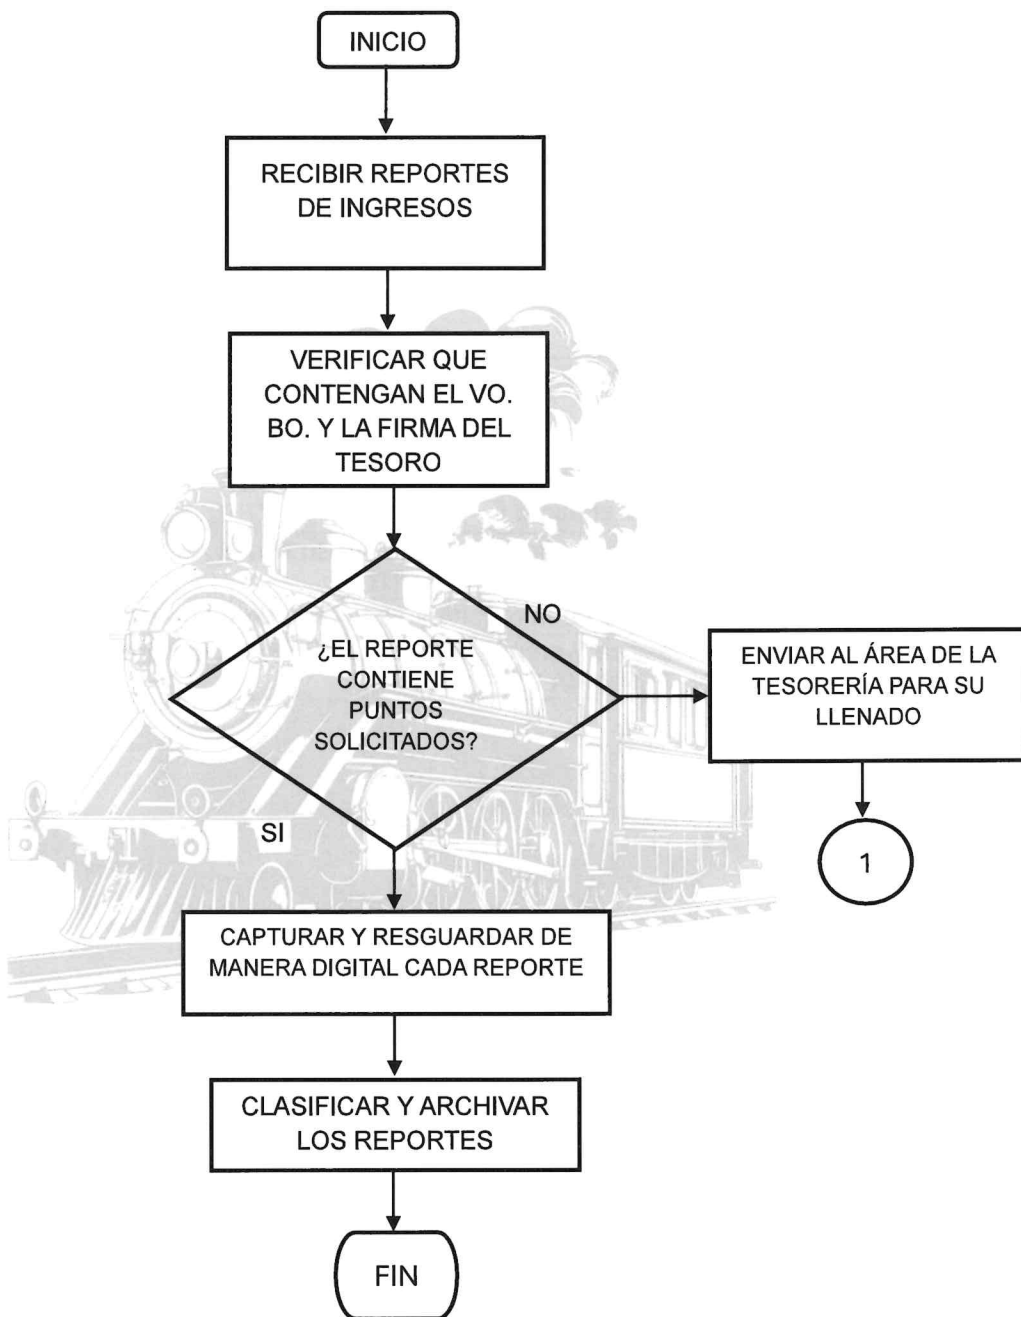 INICIO
RECIBIR REPORTES
DE INGRESOS
VERIFICAR QUE
CONTENGAN EL VO.
BO. Y LA FIRMA DEL
TESORO
NO
¿EL REPORTE
CONTIENE
PUNTOS
SOLICITADOS?
ENVIAR AL ÁREA DE LA
TESORERÍA PARA SU
LLENADO
1
SI
CAPTURAR Y RESGUARDAR DE
MANERA DIGITAL CADA REPORTE
CLASIFICAR Y ARCHIVAR
LOS REPORTES
FIN